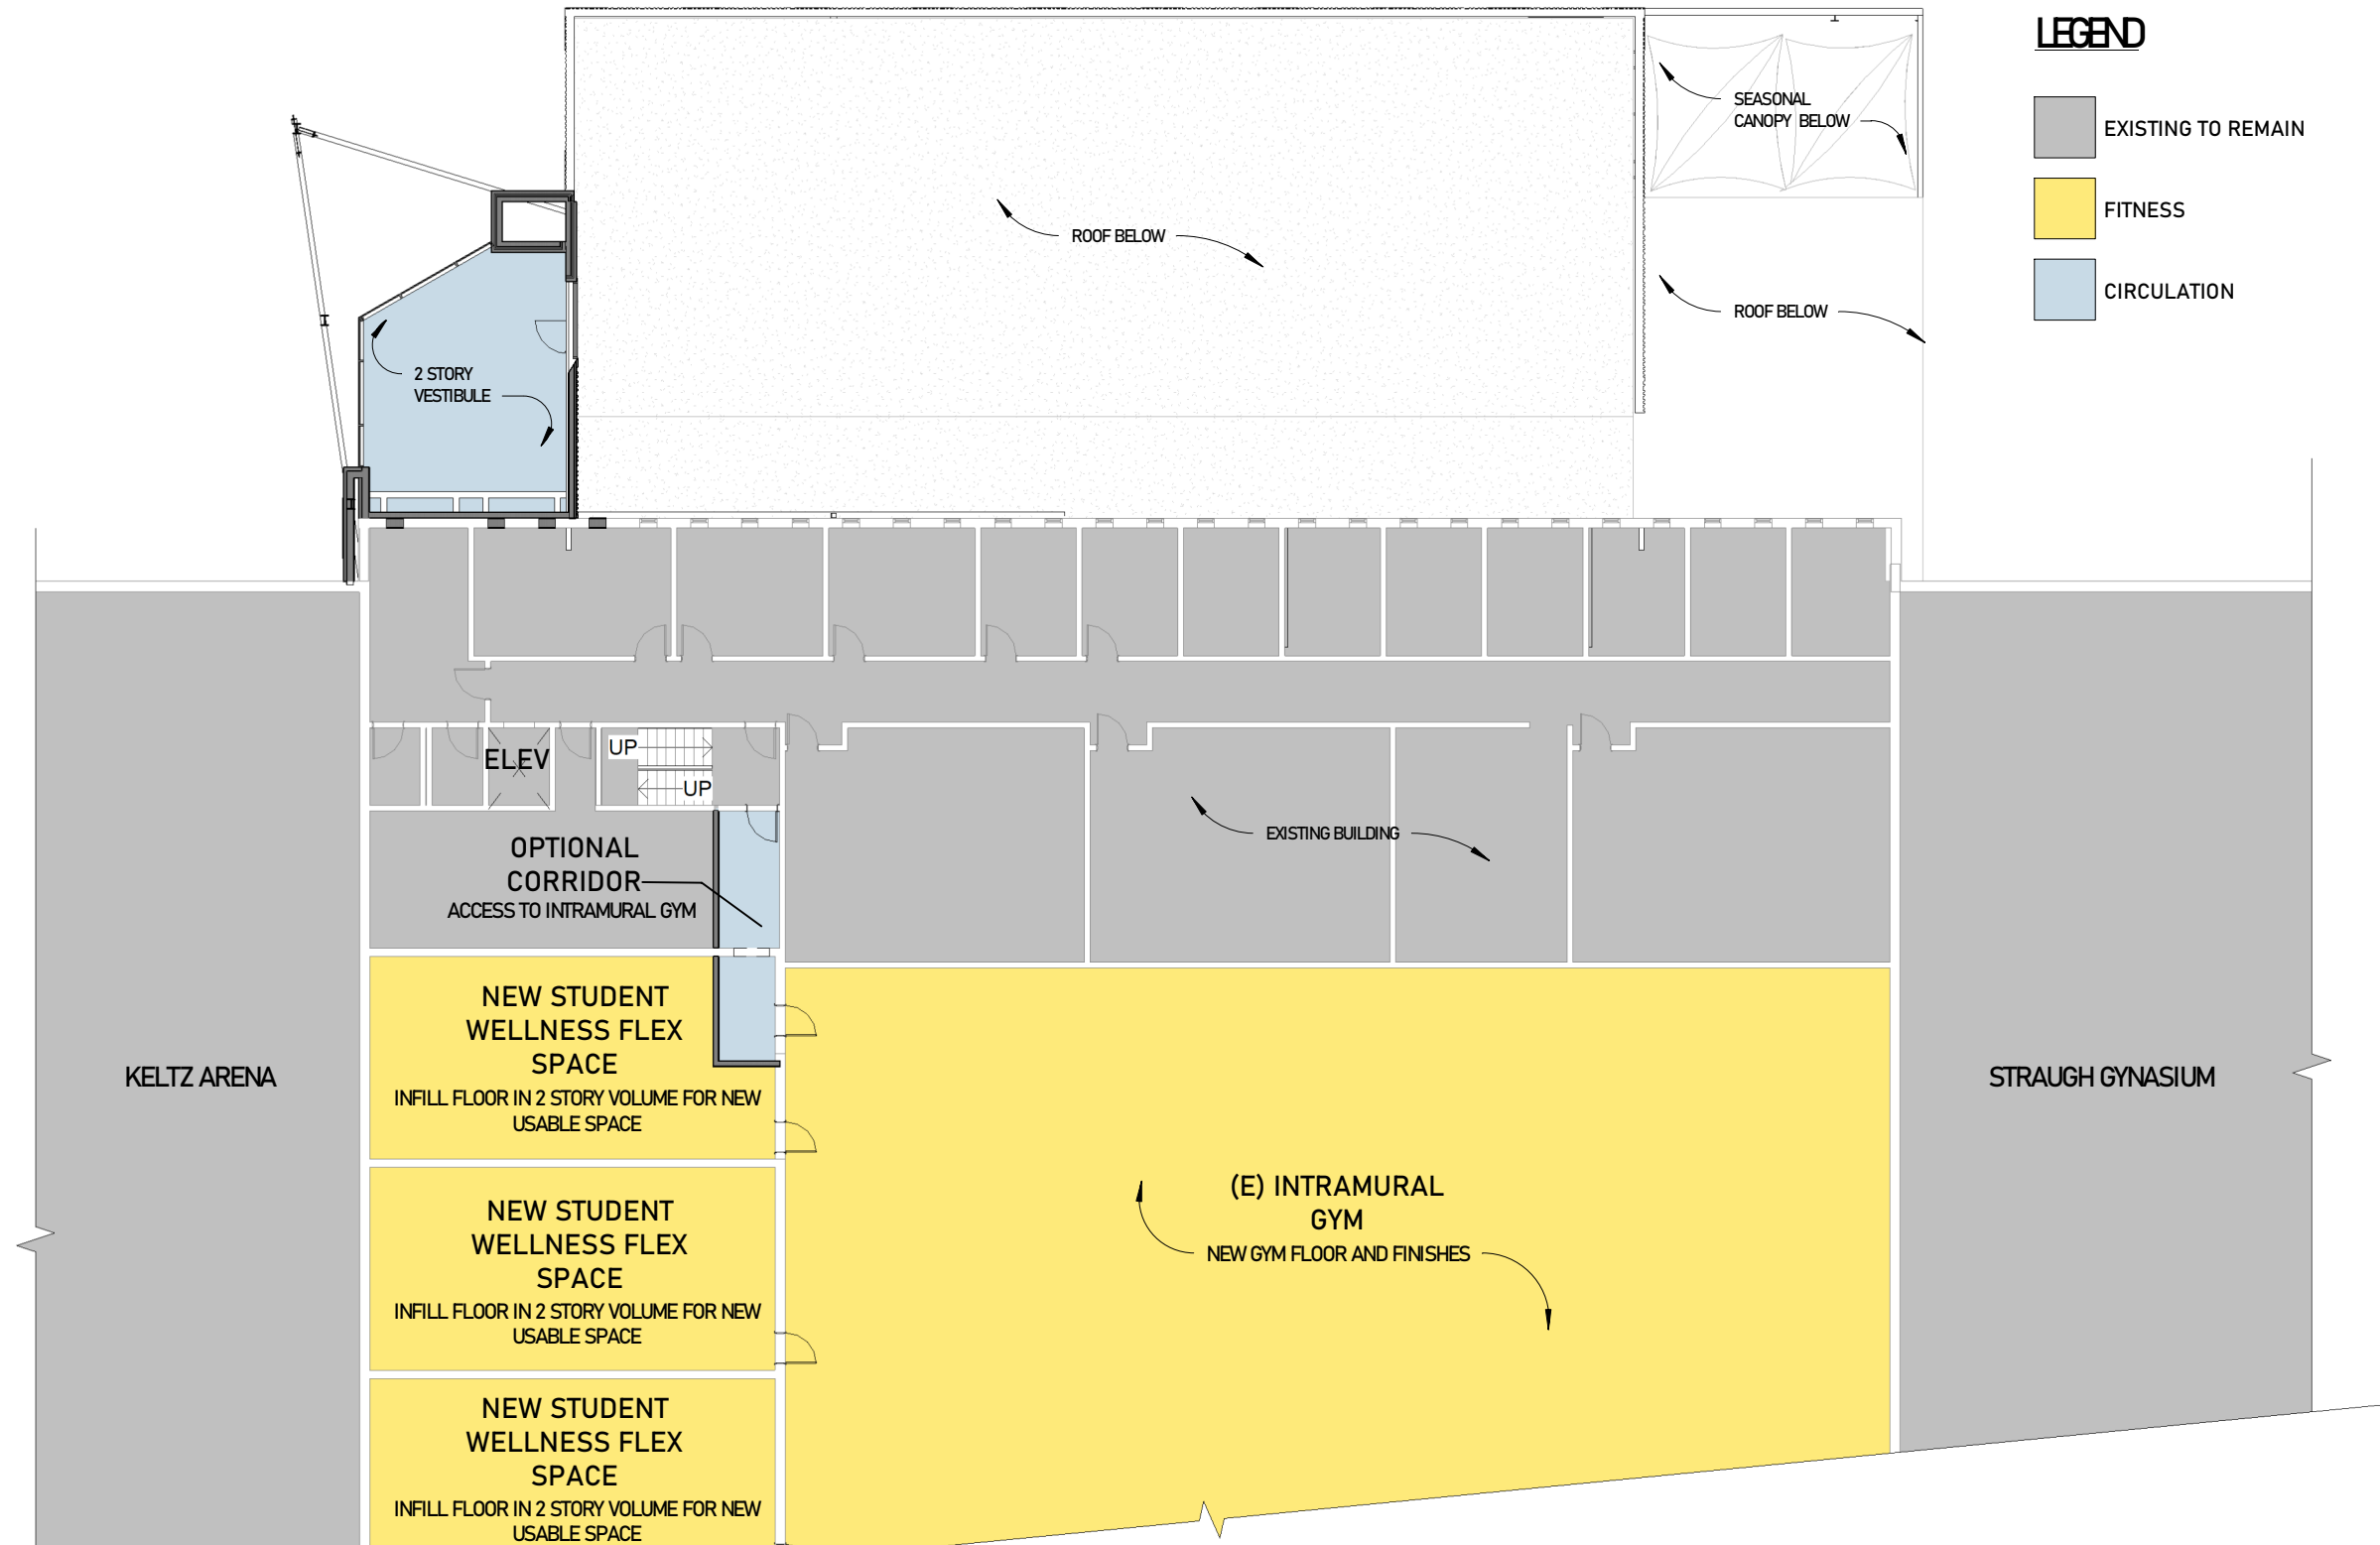 LEGEND
EXISTING TO REMAIN
FITNESS
CIRCULATION
SEASONAL
CANOPY BELOW
ROOF BELOW
ROOF BELOW
2 STORY
VESTIBULE
ELEV
UP
UP
OPTIONAL
CORRIDOR
ACCESS TO INTRAMURAL GYM
EXISTING BUILDING
NEW STUDENT
WELLNESS FLEX
SPACE
INFILL FLOOR IN 2 STORY VOLUME FOR NEW
USABLE SPACE
KELTZ ARENA
STRAUGH GYNASIUM
NEW STUDENT
WELLNESS FLEX
SPACE
INFILL FLOOR IN 2 STORY VOLUME FOR NEW
USABLE SPACE
(E) INTRAMURAL
GYM
NEW GYM FLOOR AND FINISHES
NEW STUDENT
WELLNESS FLEX
SPACE
INFILL FLOOR IN 2 STORY VOLUME FOR NEW
USABLE SPACE